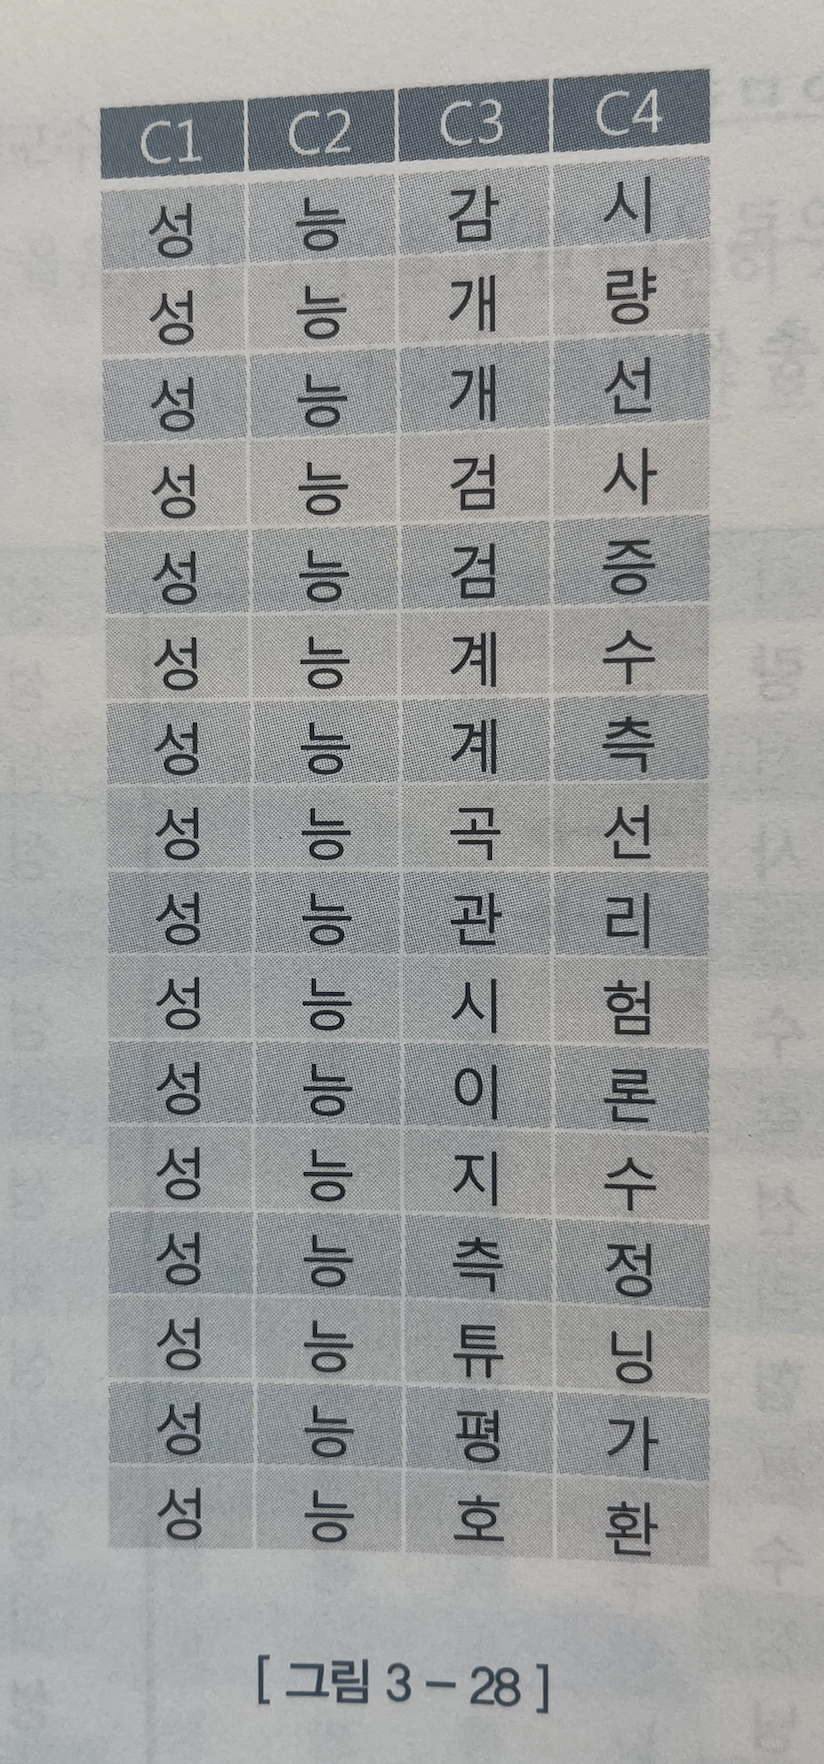 C1 C2 C3 C4
성 능 감 시
성 능 개 량
성 능 개 선
성 능 검 사
성 능 검 증
성 능 계 수
성 능 계 측
성 능 곡 선
성 능 관 리
성 능 시 험
성 능 이 론
성 능 지 수
성 능 측 정
성 능 튜 닝
성 능 평 가
성 능 호 환
[ 그림 3 – 28 ]